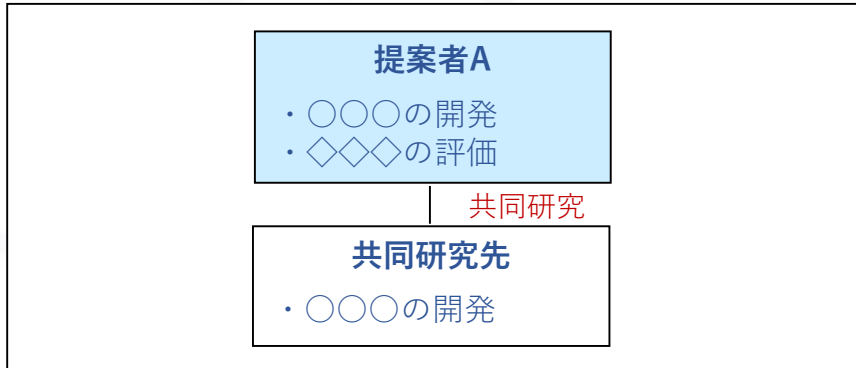 提案者A
・○○○の開発
・◇◇◇の評価
共同研究
共同研究先
・○○○の開発